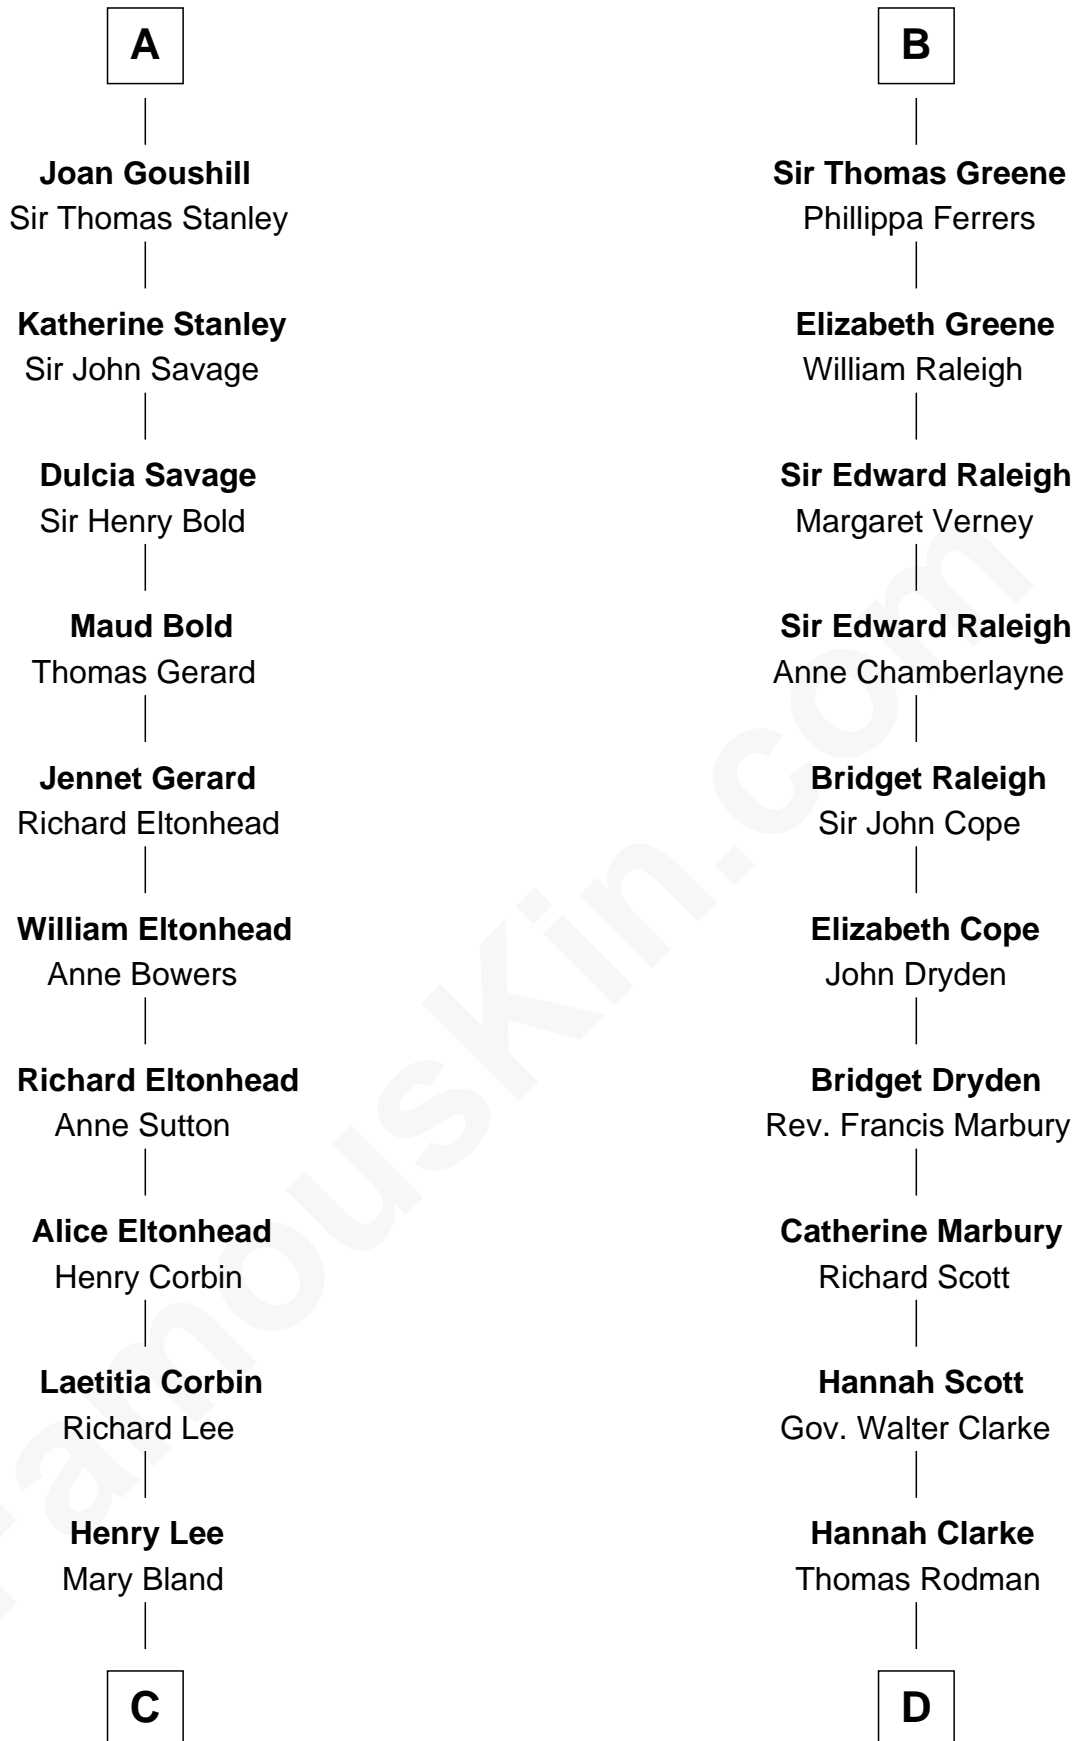 A
Joan Goushill
Sir Thomas Stanley
Katherine Stanley
Sir John Savage
Dulcia Savage
Sir Henry Bold
Maud Bold
Thomas Gerard
Jennet Gerard
Richard Eltonhead
William Eltonhead
Anne Bowers
Richard Eltonhead
Anne Sutton
Alice Eltonhead
Henry Corbin
Laetitia Corbin
Richard Lee
Henry Lee
Mary Bland
C
B
Sir Thomas Greene
Phillippa Ferrers
Elizabeth Greene
William Raleigh
Sir Edward Raleigh
Margaret Verney
Sir Edward Raleigh
Anne Chamberlayne
Bridget Raleigh
Sir John Cope
Elizabeth Cope
John Dryden
Bridget Dryden
Rev. Francis Marbury
Catherine Marbury
Richard Scott
Hannah Scott
Gov. Walter Clarke
Hannah Clarke
Thomas Rodman
D
FamousKin.com